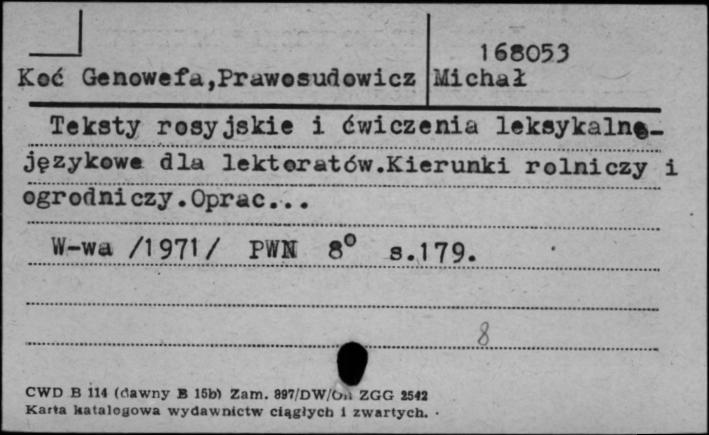 168053
Koć Genowefa,Prawosudowicz Michał
Teksty rosyjskie i ćwiczenia leksykalno-
językowe dla lektoratów.Kierunki rolniczy i
ogrodniczy.Oprac...
W-wa /1971/ PWN 8° s.179.
8
CWD B 114 (dawny B 15b) Zam. 897/DW/ ZGG 2542
Karta katalogowa wydawnictw ciągłych i zwartych.